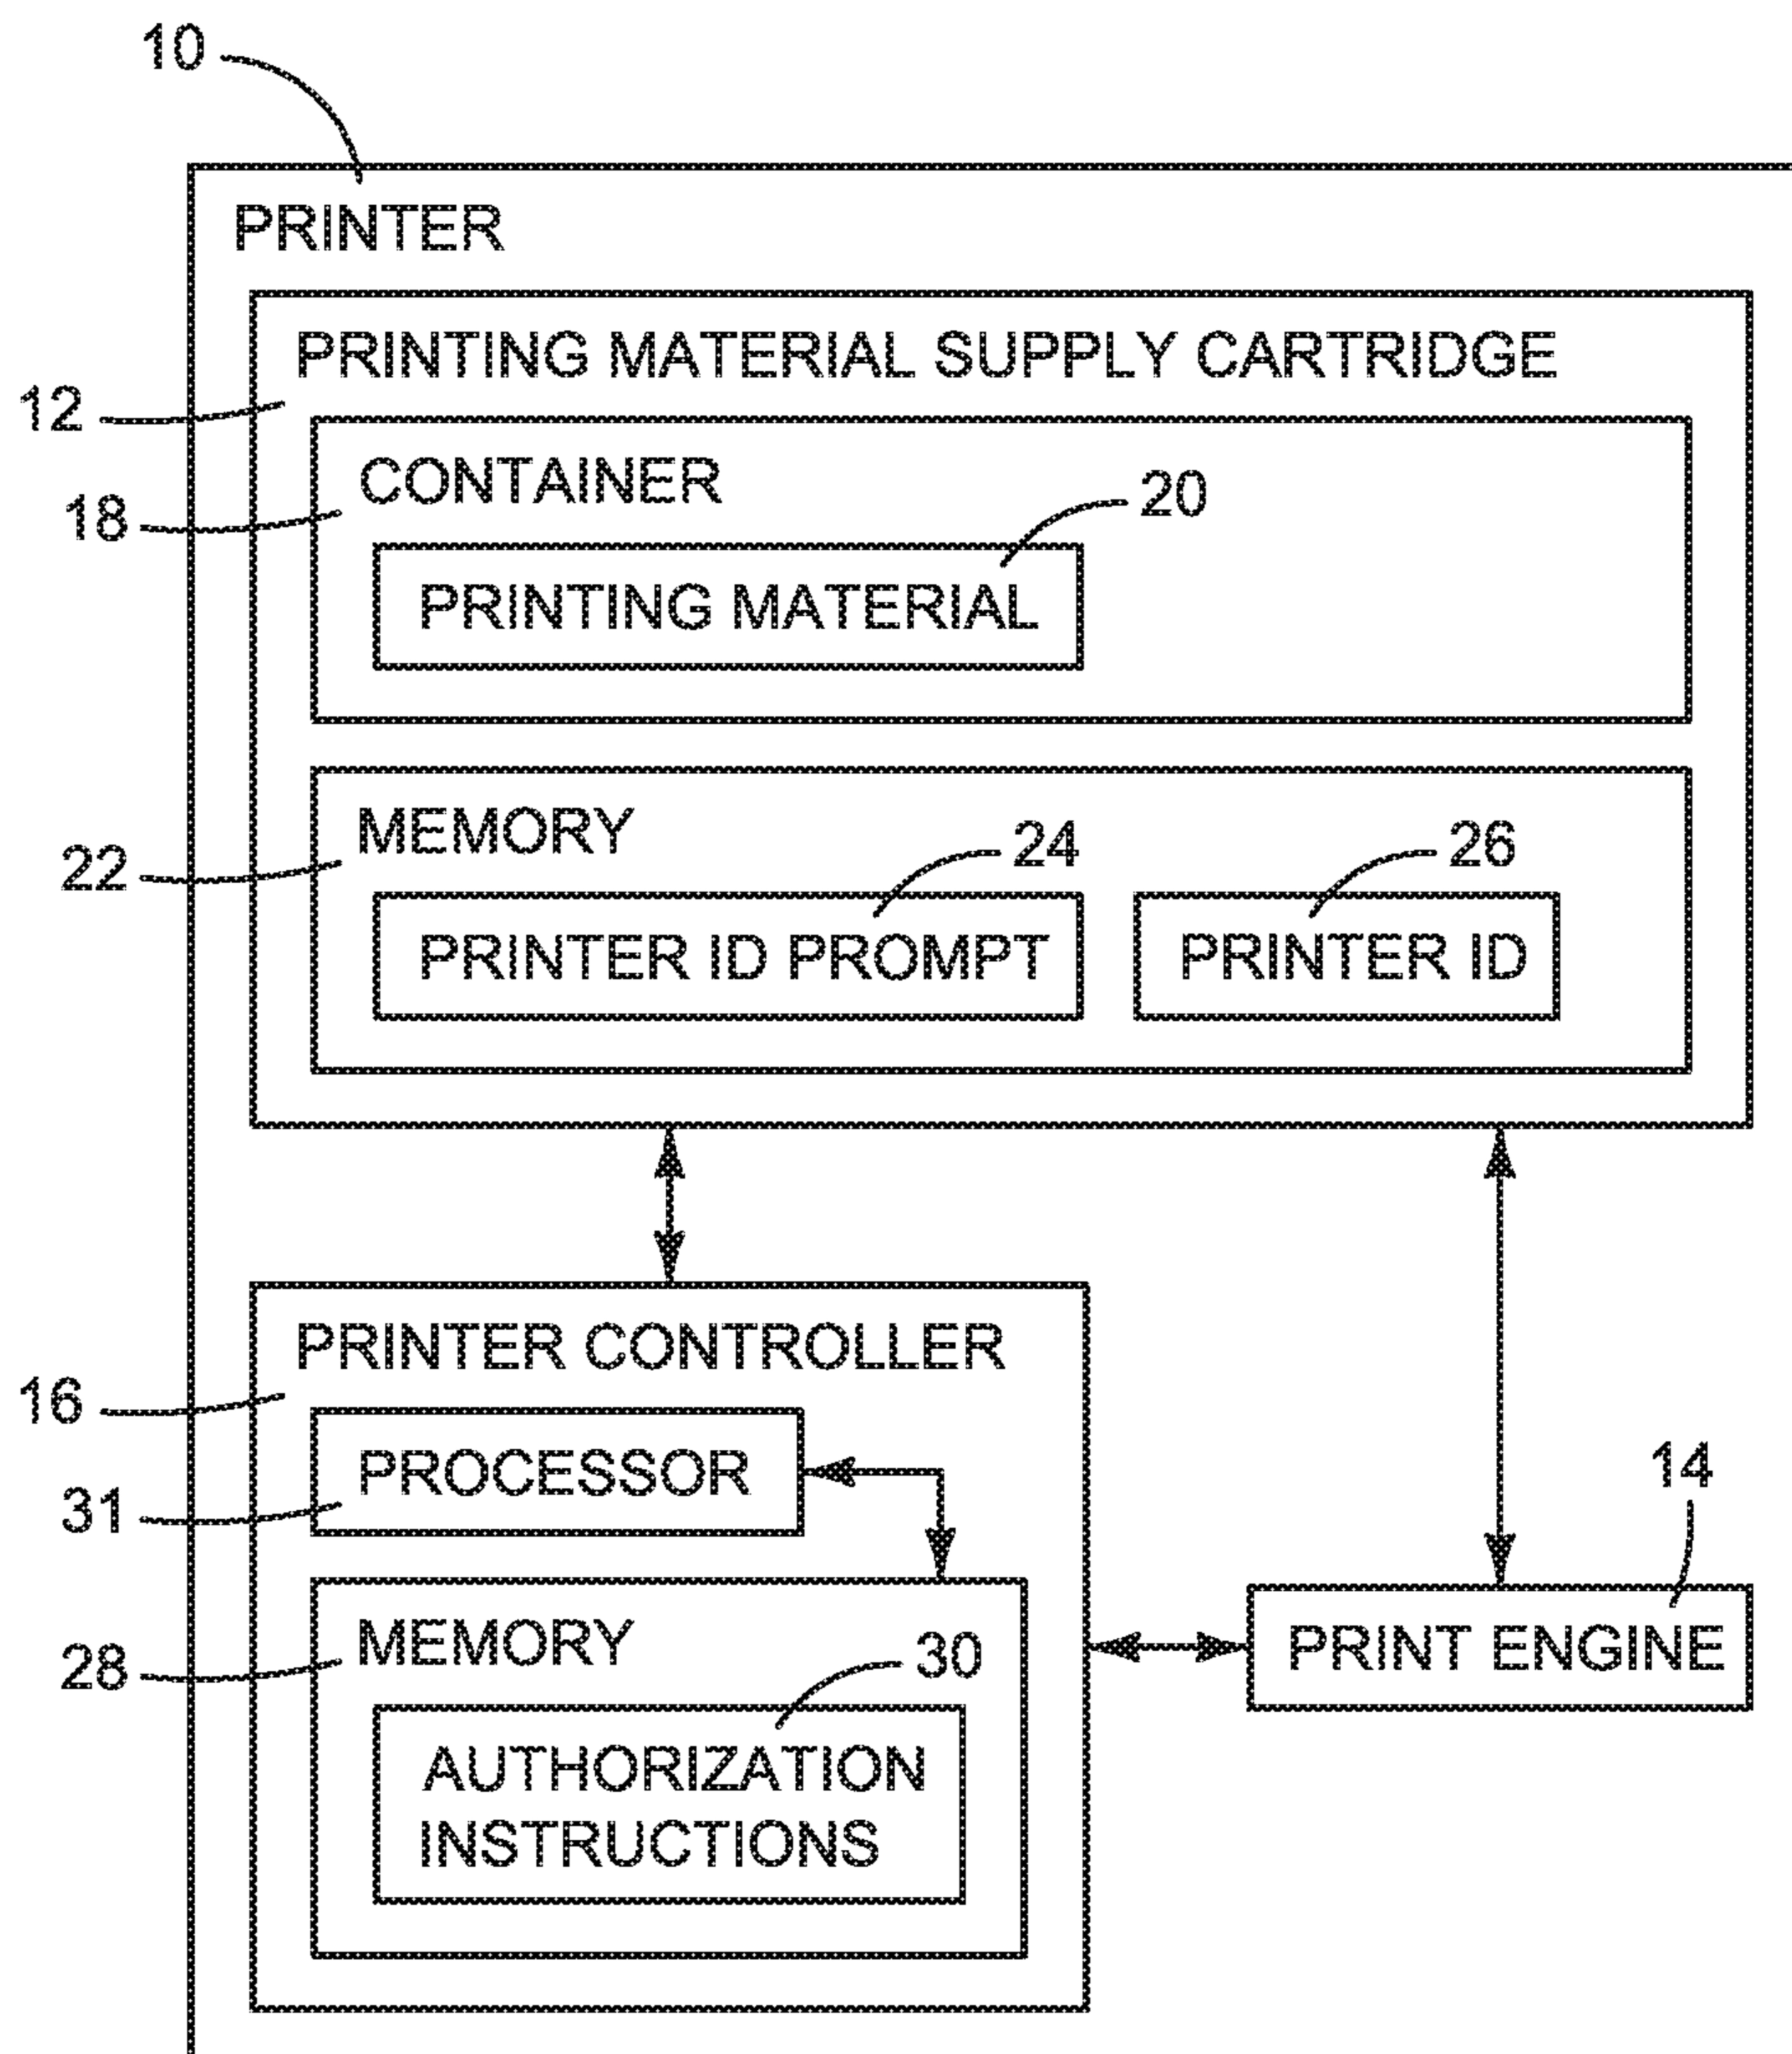 10
PRINTER
PRINTING MATERIAL SUPPLY CARTRIDGE
12
CONTAINER
20
18
PRINTING MATERIAL
MEMORY
24
26
22
PRINTER ID PROMPT
PRINTER ID
PRINTER CONTROLLER
16
PROCESSOR
14
31
MEMORY
30
PRINT ENGINE
28
AUTHORIZATION
INSTRUCTIONS